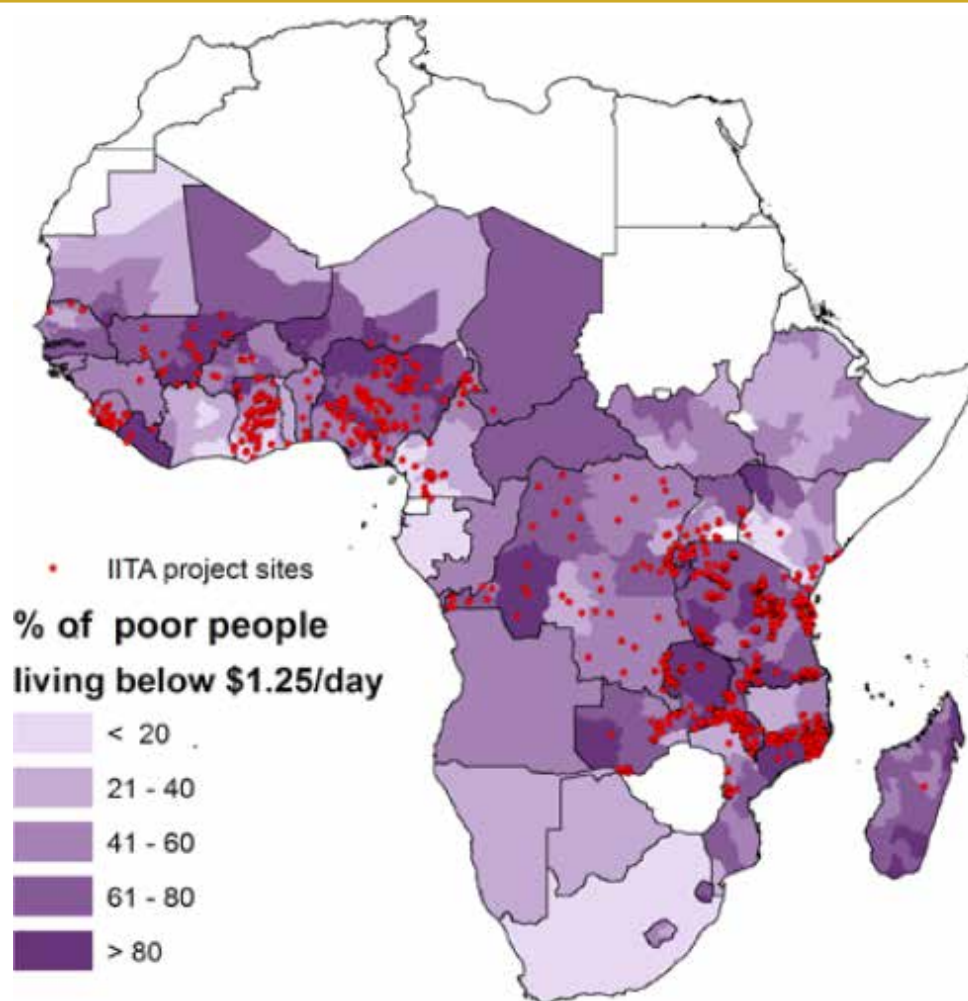 IITA project sites
% of poor people
living below $1.25/day
< 20
21 - 40
41 - 60
61 - 80
> 80